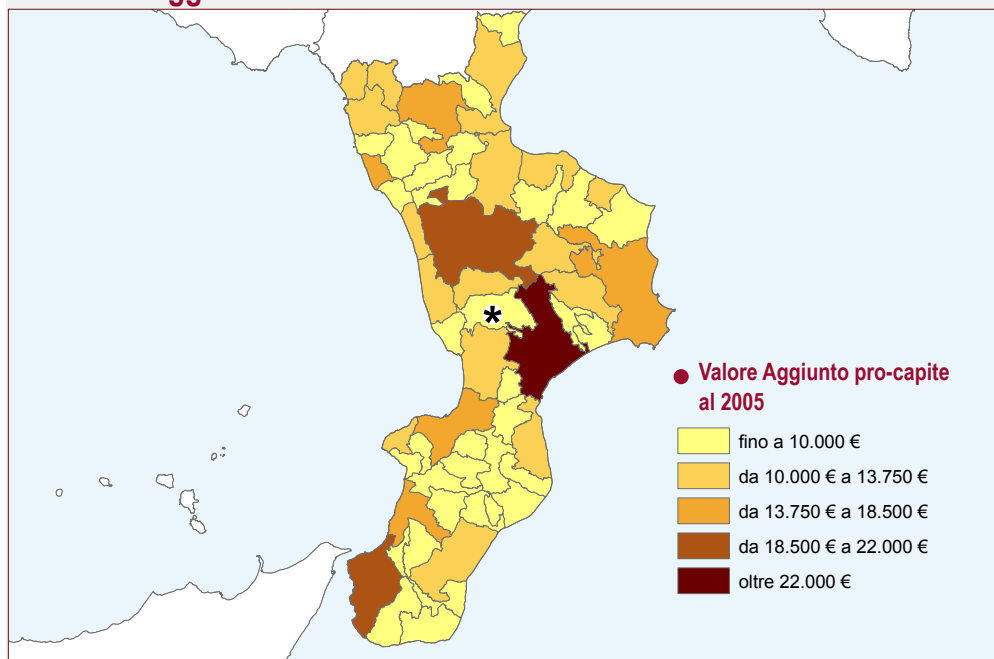 Valore Aggiunto pro-capite
al 2005
fino a 10.000 €
da 10.000 € a 13.750 €
da 13.750 € a 18.500 €
da 18.500 € a 22.000 €
oltre 22.000 €
*